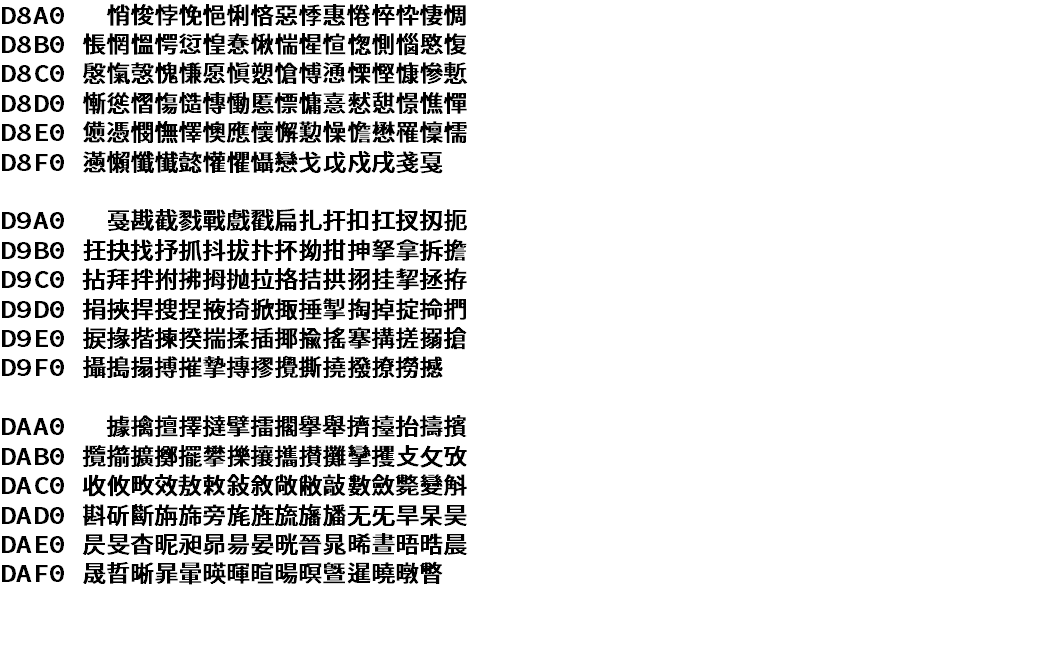 D8A0 悄悛悖悗悒悧悋惡悸惠惓悴忰悽惆
D8B0 悵惘慍愕愆惶惷愀惴惺愃愡惻惱愍愎
D8C0 慇愾愨愧慊愿愼愬愴愽慂慄慳慷慘慙
D8D0 慚慫慴慯慥慱慟慝慓慵憙憖憇憬憔憚
D8E0 憊憑憫憮懌懊應懷懈懃懆憺懋罹懍懦
D8F0 懣懶懺懴懿懽懼懾戀戈戉戍戌戔戛
D9A0 戞戡截戮戰戲戳扁扎扞扣扛扠扨扼
D9B0 抂抉找抒抓抖拔抃抔拗拑抻拏拿拆擔
D9C0 拈拜拌拊拂拇抛拉挌拮拱挧挂挈拯拵
D9D0 捐挾捍搜捏掖掎掀掫捶掣掏掉掟掵捫
D9E0 捩掾揩揀揆揣揉插揶揄搖搴搆搓搦搶
D9F0 攝搗搨搏摧摯摶摎攪撕撓撥撩撈撼
DAA0 據擒擅擇撻擘擂擱擧舉擠擡抬擣擯
DAB0 攬擶擴擲擺攀擽攘攜攅攤攣攫攴攵攷
DAC0 收攸畋效敖敕敍敘敞敝敲數斂斃變斛
DAD0 斟斫斷旃旆旁旄旌旒旛旙无旡旱杲昊
DAE0 昃旻杳昵昶昴昜晏晄晉晁晞晝晤晧晨
DAF0 晟晢晰暃暈暎暉暄暘暝曁暹曉暾暼